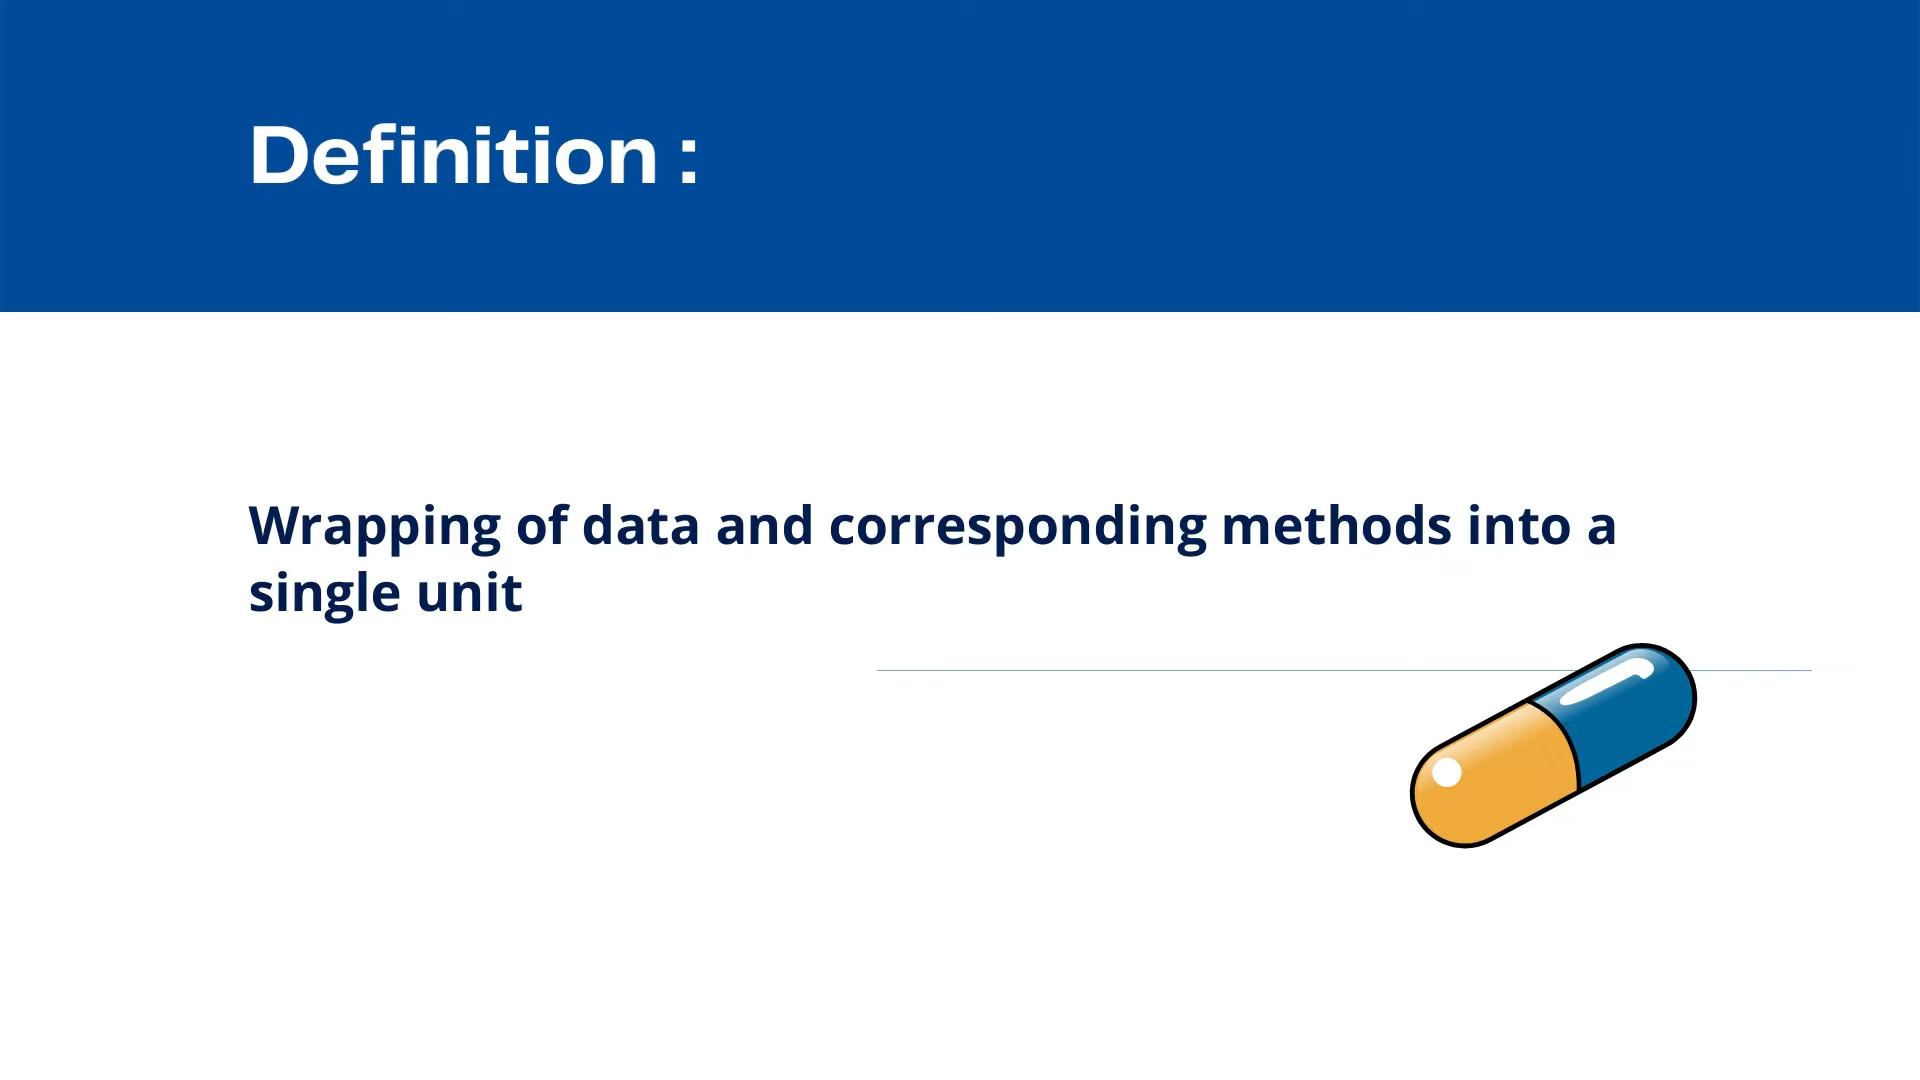 Definition :
Wrapping of data and corresponding methods into a
single unit